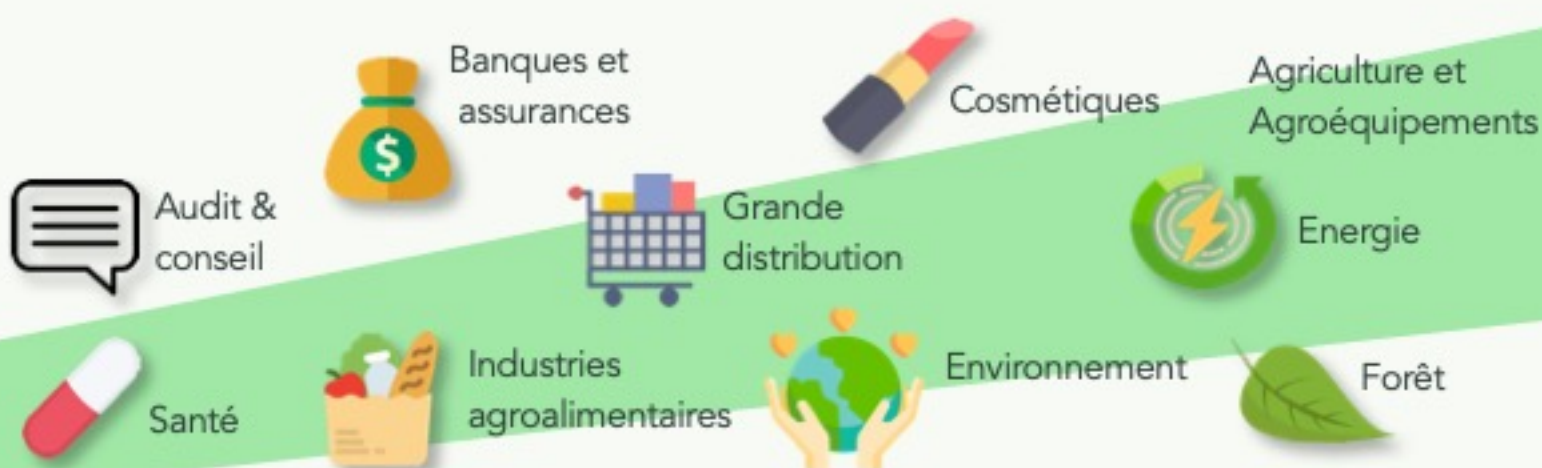 Banques et
assurances
Cosmétiques
Agriculture et
Agroéquipements
Audit &
conseil
Grande
distribution
Energie
Santé
Industries
agroalimentaires
Environnement
Forêt
$